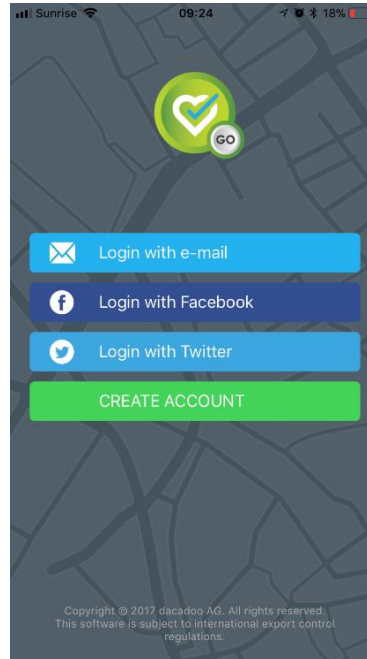 Sunrise 09:24 18%
GO
Login with e-mail
Login with Facebook
Login with Twitter
CREATE ACCOUNT
Copyright © 2017 dacadoo AG. All rights reserved.
This software is subject to international export control
regulations.